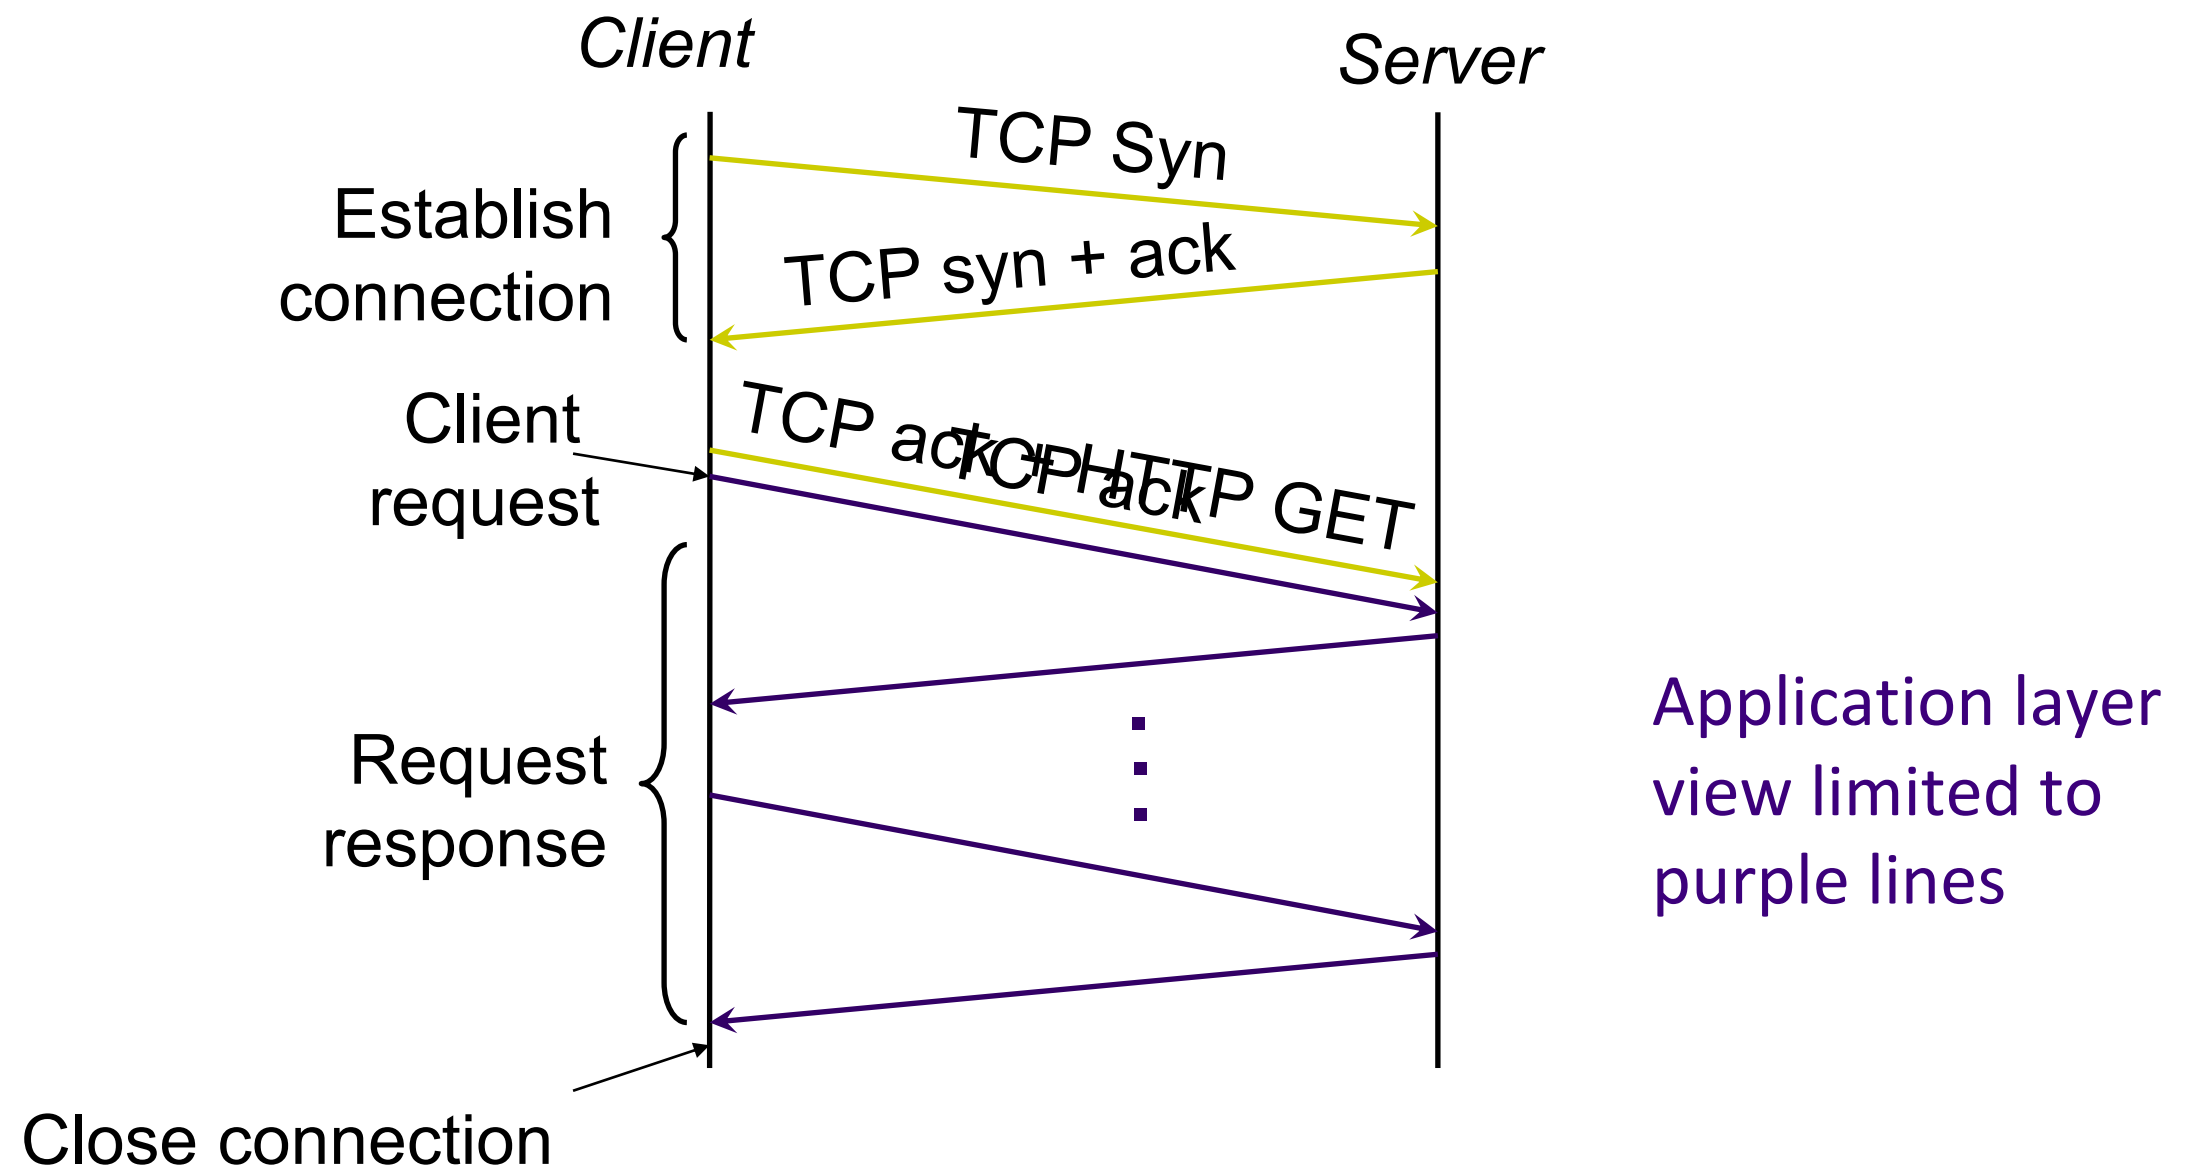 Client
Server
TCP Syn
Establish
connection
TCP syn + ack
Client
request
TCP ack + HTTP GET
TCP ack
Request
response
Application layer
view limited to
purple lines
Close connection